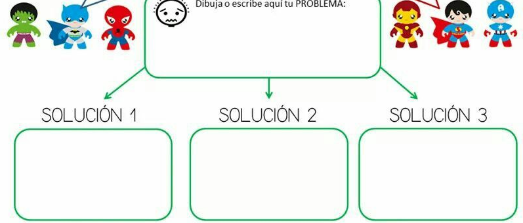 Dibuja o escribe aquí tu PROBLEMA:
SOLUCIÓN 1
SOLUCIÓN 2
SOLUCIÓN 3